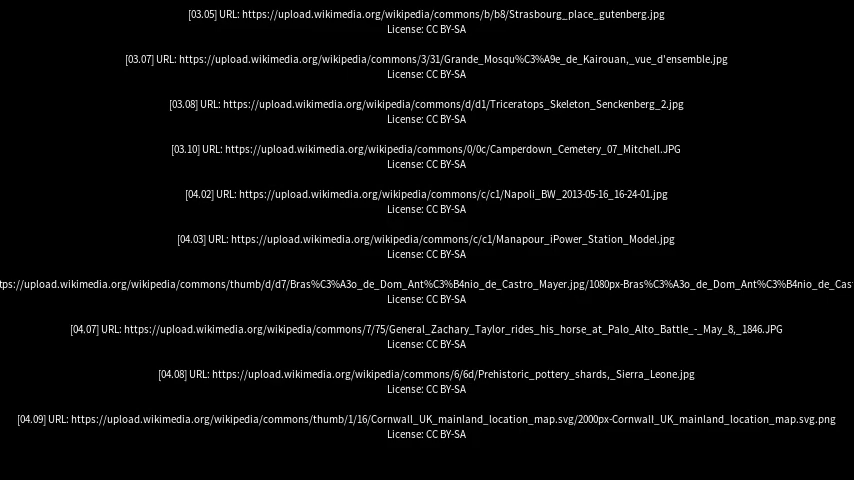 [03.05] URL: https://upload.wikimedia.org/wikipedia/commons/b/b8/Strasbourg_place_gutenberg.jpg
License: CC BY-SA
[03.07] URL: https://upload.wikimedia.org/wikipedia/commons/3/31/Grande_Mosqu%C3%A9e_de_Kairouan,_vue_d'ensemble.jpg
License: CC BY-SA
[03.08] URL: https://upload.wikimedia.org/wikipedia/commons/d/d1/Triceratops_Skeleton_Senckenberg_2.jpg
License: CC BY-SA
[03.10] URL: https://upload.wikimedia.org/wikipedia/commons/0/0c/Camperdown_Cemetery_07_Mitchell.JPG
License: CC BY-SA
[04.02] URL: https://upload.wikimedia.org/wikipedia/commons/c/c1/Napoli_BW_2013-05-16_16-24-01.jpg
License: CC BY-SA
[04.03] URL: https://upload.wikimedia.org/wikipedia/commons/c/c1/Manapour_iPower_Station_Model.jpg
License: CC BY-SA
tps://upload.wikimedia.org/wikipedia/commons/thumb/d/d7/Bras%C3%A3o_de_Dom_Ant%C3%B4nio_de_Castro_Mayer.jpg/1080px-Bras%C3%A3o_de_Dom_Ant%C3%B4nio_de_Cast
License: CC BY-SA
[04.07] URL: https://upload.wikimedia.org/wikipedia/commons/7/75/General_Zachary_Taylor_rides_his_horse_at_Palo_Alto_Battle_-_May_8,_1846.JPG
License: CC BY-SA
[04.08] URL: https://upload.wikimedia.org/wikipedia/commons/6/6d/Prehistoric_pottery_shards,_Sierra_Leone.jpg
License: CC BY-SA
[04.09] URL: https://upload.wikimedia.org/wikipedia/commons/thumb/1/16/Cornwall_UK_mainland_location_map.svg/2000px-Cornwall_UK_mainland_location_map.svg.png
License: CC BY-SA